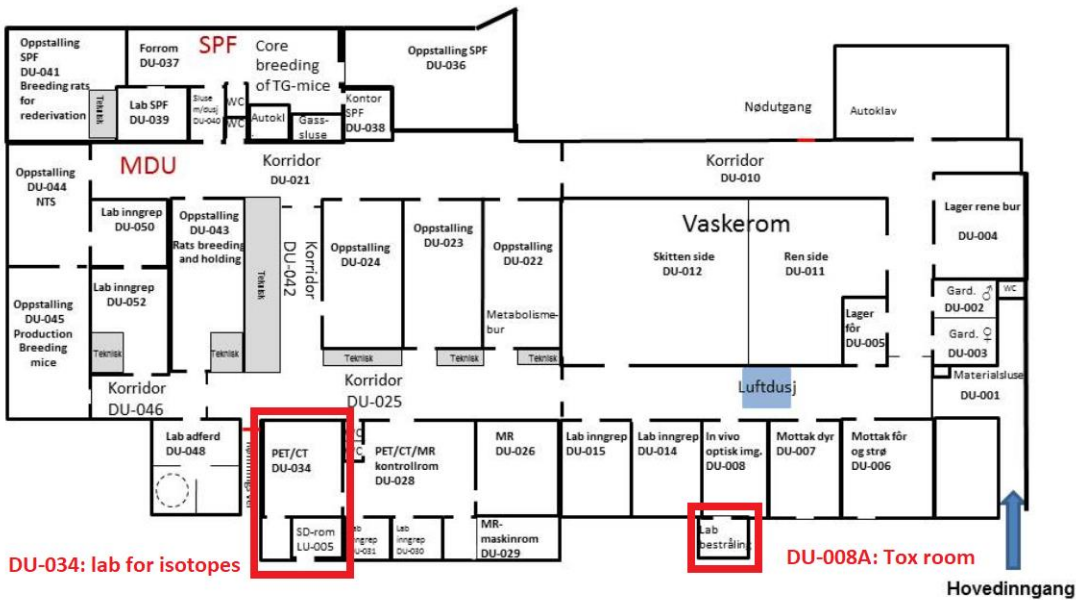 Oppstalling
SPF
DU-041
Breeding rats
for
rederivation
Teknisk
Forrom
DU-037
SPF
Core
breeding
of TG-mice
Lab SPF
DU-039
Sluse
m/dusj
DU-040
WC
WC
Autokl
Gass-
sluse
Kontor
SPF
DU-038
Oppstalling SPF
DU-036
Nødutgang
Autoklav
MDU
Korridor
DU-021
Korridor
DU-010
Oppstalling
DU-044
NTS
Lab inngrep
DU-050
Oppstalling
DU-043
Rats breeding
and holding
Teknisk
Teknisk
Korridor
DU-042
Oppstalling
DU-024
Oppstalling
DU-023
Oppstalling
DU-022
Metabolisme-
bur
Teknisk
Teknisk
Teknisk
Vaskerom
Skitten side
DU-012
Ren side
DU-011
Lager
fôr
DU-005
Lager rene bur
DU-004
Gard. ♂
DU-002
WC
Gard. ♀
DU-003
Materialsluse
DU-001
Oppstalling
DU-045
Production
Breeding
mice
Lab inngrep
DU-052
Teknisk
Korridor
DU-046
Korridor
DU-025
Luftdusj
Lab adferd
DU-048
PET/CT
DU-034
SD-rom
LU-005
PET/CT/MR
kontrollrom
DU-028
inngrep
DU-031
Lab
inngrep
DU-030
MR
DU-026
MR-
maskinrom
DU-029
Lab inngrep
DU-015
Lab inngrep
DU-014
In vivo
optisk img.
DU-008
Mottak dyr
DU-007
Mottak fôr
og strø
DU-006
Lab
bestråling
DU-034: lab for isotopes
DU-008A: Tox room
Hovedinngang